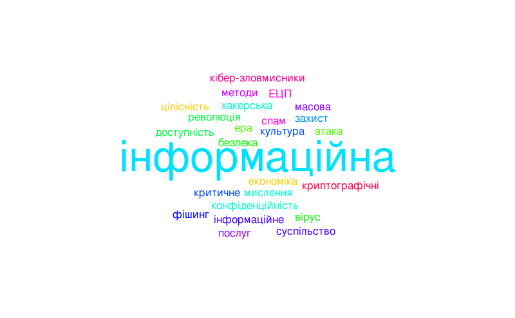 кібер-зловмисники
методи ЕЦП
цілісність хакерська масова
революція спам захист
доступність ера культура атака
безпека
інформаційна
економіка криптографічні
критичне мислення
конфіденційність
фішинг інформаційне вірус
послуг суспільство